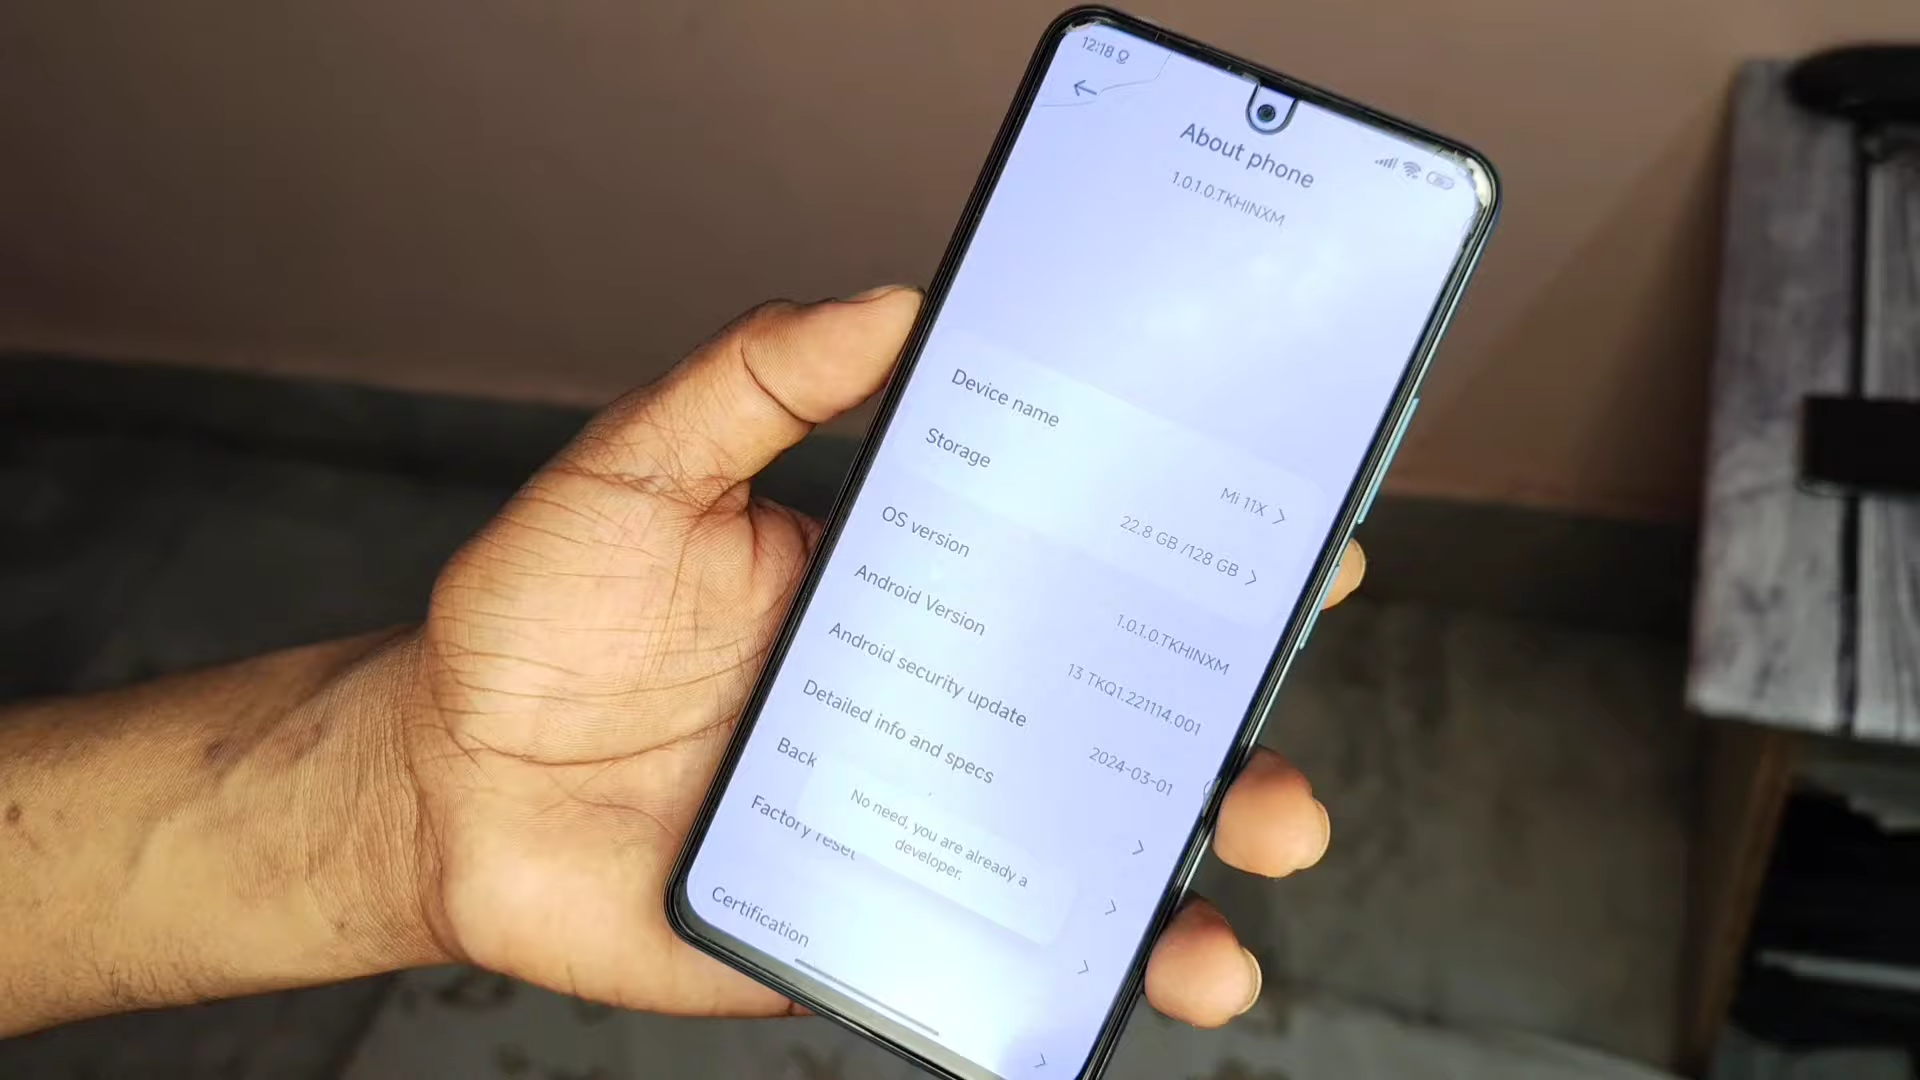 12:18
About phone
1.0.1.0.TKHINXM
Device name
Mi 11X
Storage
22.8 GB /128 GB
OS version
1.0.1.0.TKHINXM
Android Version
13 TKQ1.221114.001
Android security update
2024-03-01
Detailed info and specs
Back
Factory reset
No need, you are already a
developer.
Certification